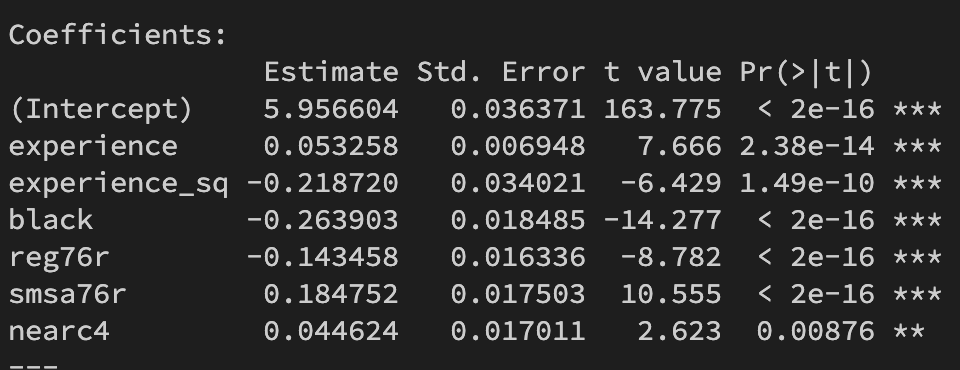 Coefficients:
Estimate Std. Error t value Pr(>|t|)
(Intercept) 5.956604 0.036371 163.775 < 2e-16 ***
experience 0.053258 0.006948 7.666 2.38e-14 ***
experience_sq -0.218720 0.034021 -6.429 1.49e-10 ***
black -0.263903 0.018485 -14.277 < 2e-16 ***
reg76r -0.143458 0.016336 -8.782 < 2e-16 ***
smsa76r 0.184752 0.017503 10.555 < 2e-16 ***
nearc4 0.044624 0.017011 2.623 0.00876 **
---